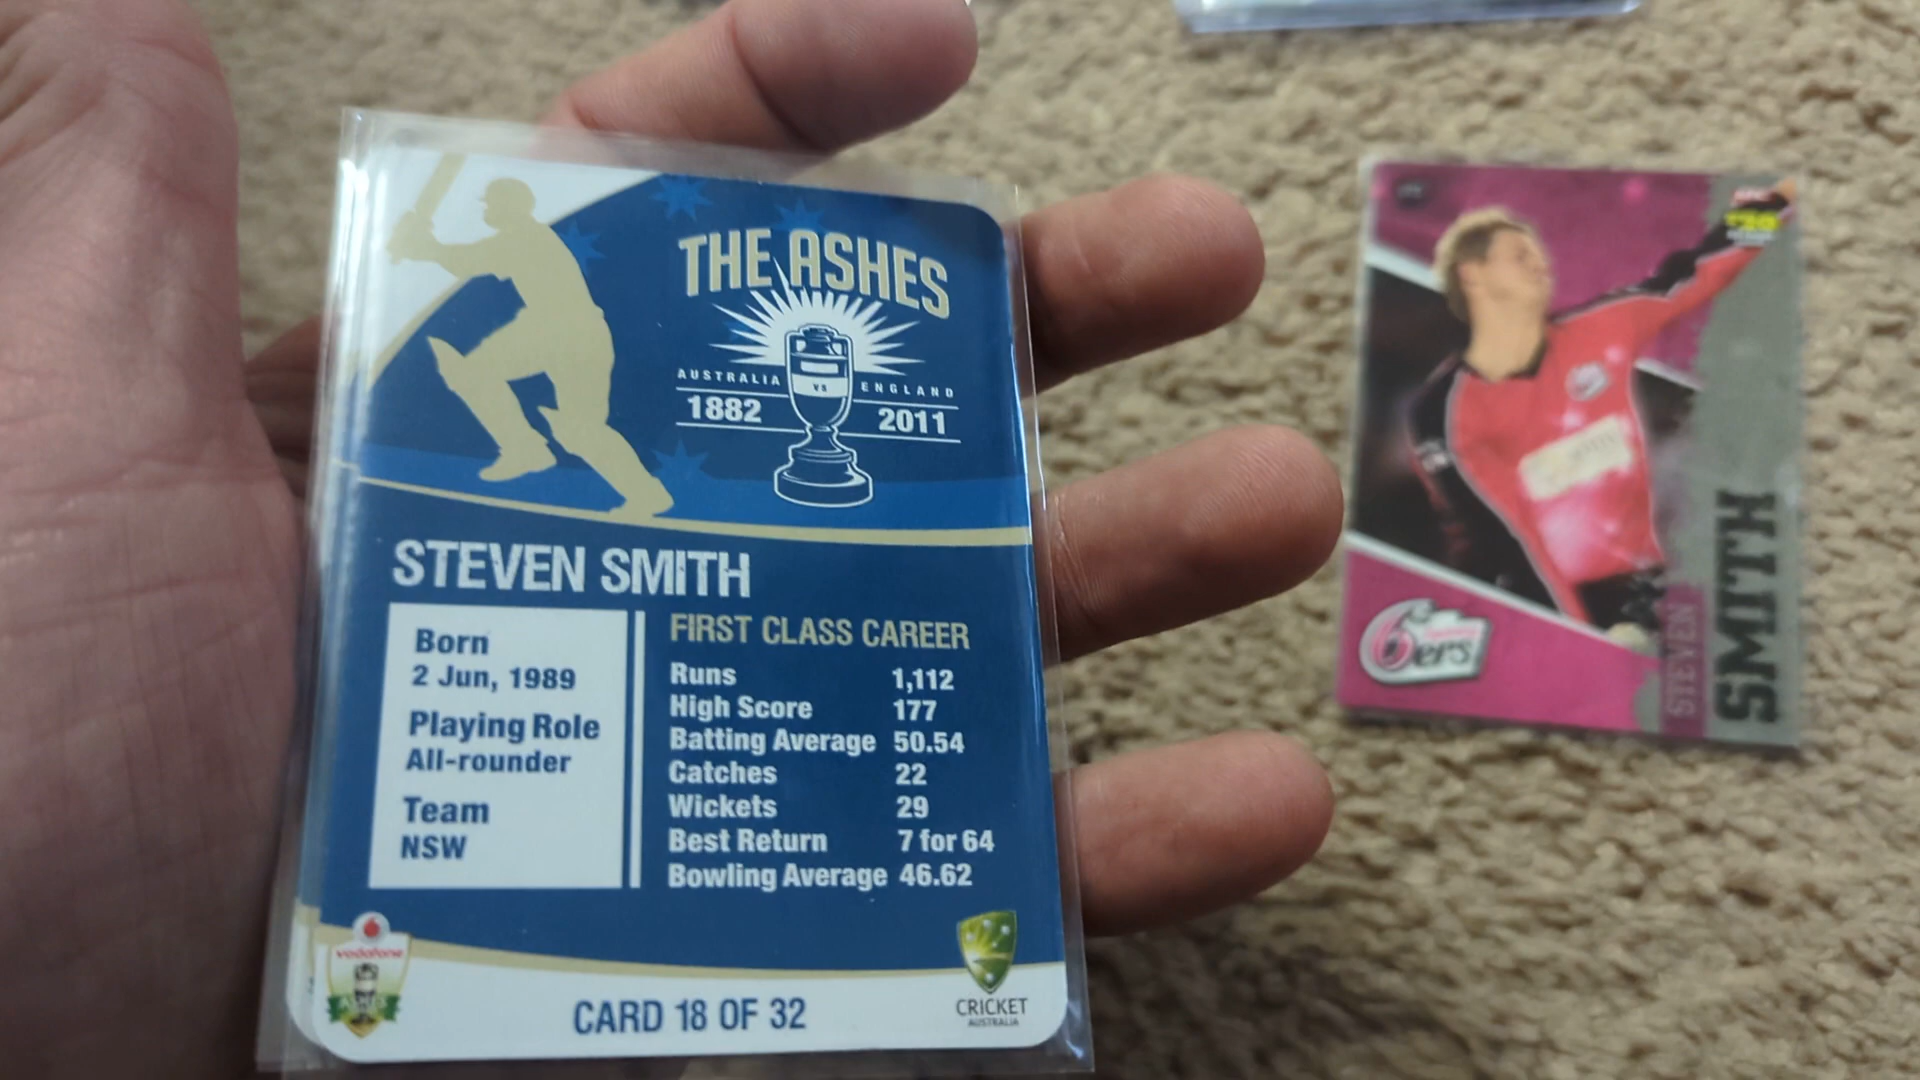 THE ASHES
AUSTRALIA VS ENGLAND
1882 2011
STEVEN SMITH
Born
2 Jun, 1989
Playing Role
All-rounder
Team
NSW
FIRST CLASS CAREER
Runs 1,112
High Score 177
Batting Average 50.54
Catches 22
Wickets 29
Best Return 7 for 64
Bowling Average 46.62
vodafone
CARD 18 OF 32
CRICKET
AUSTRALIA
6ers
STEVEN
SMITH